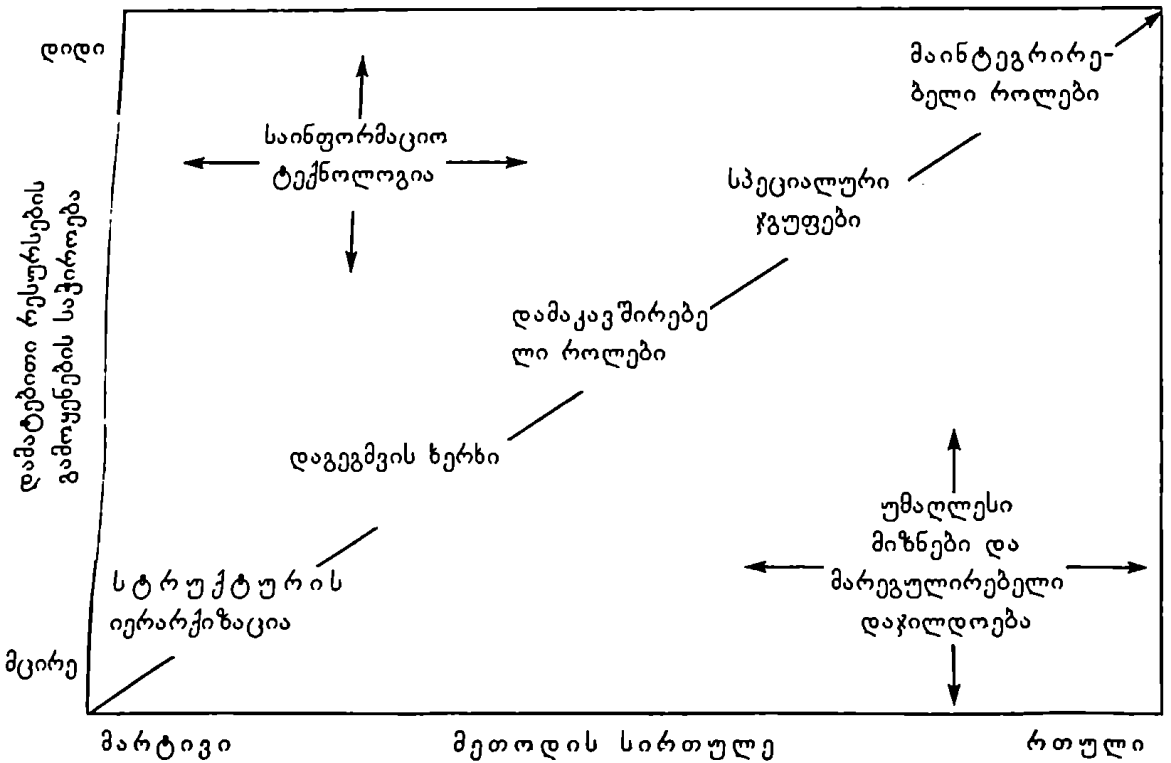 დიდი
მაინტეგრირე-
ბელი როლები
საინფორმაციო
ტექნოლოგია
სპეციალური
ჯგუფები
დამატებითი რესურსების
გამოყენების საჭიროება
დამაკავშირებე
ლი როლები
დაგეგმვის ხერხი
უმაღლესი
მიზნები და
მარეგულირებელი
დაჯილდოება
სტრუქტურის
იერარქიზაცია
მცირე
მარტივი
მეთოდის სირთულე
რთული